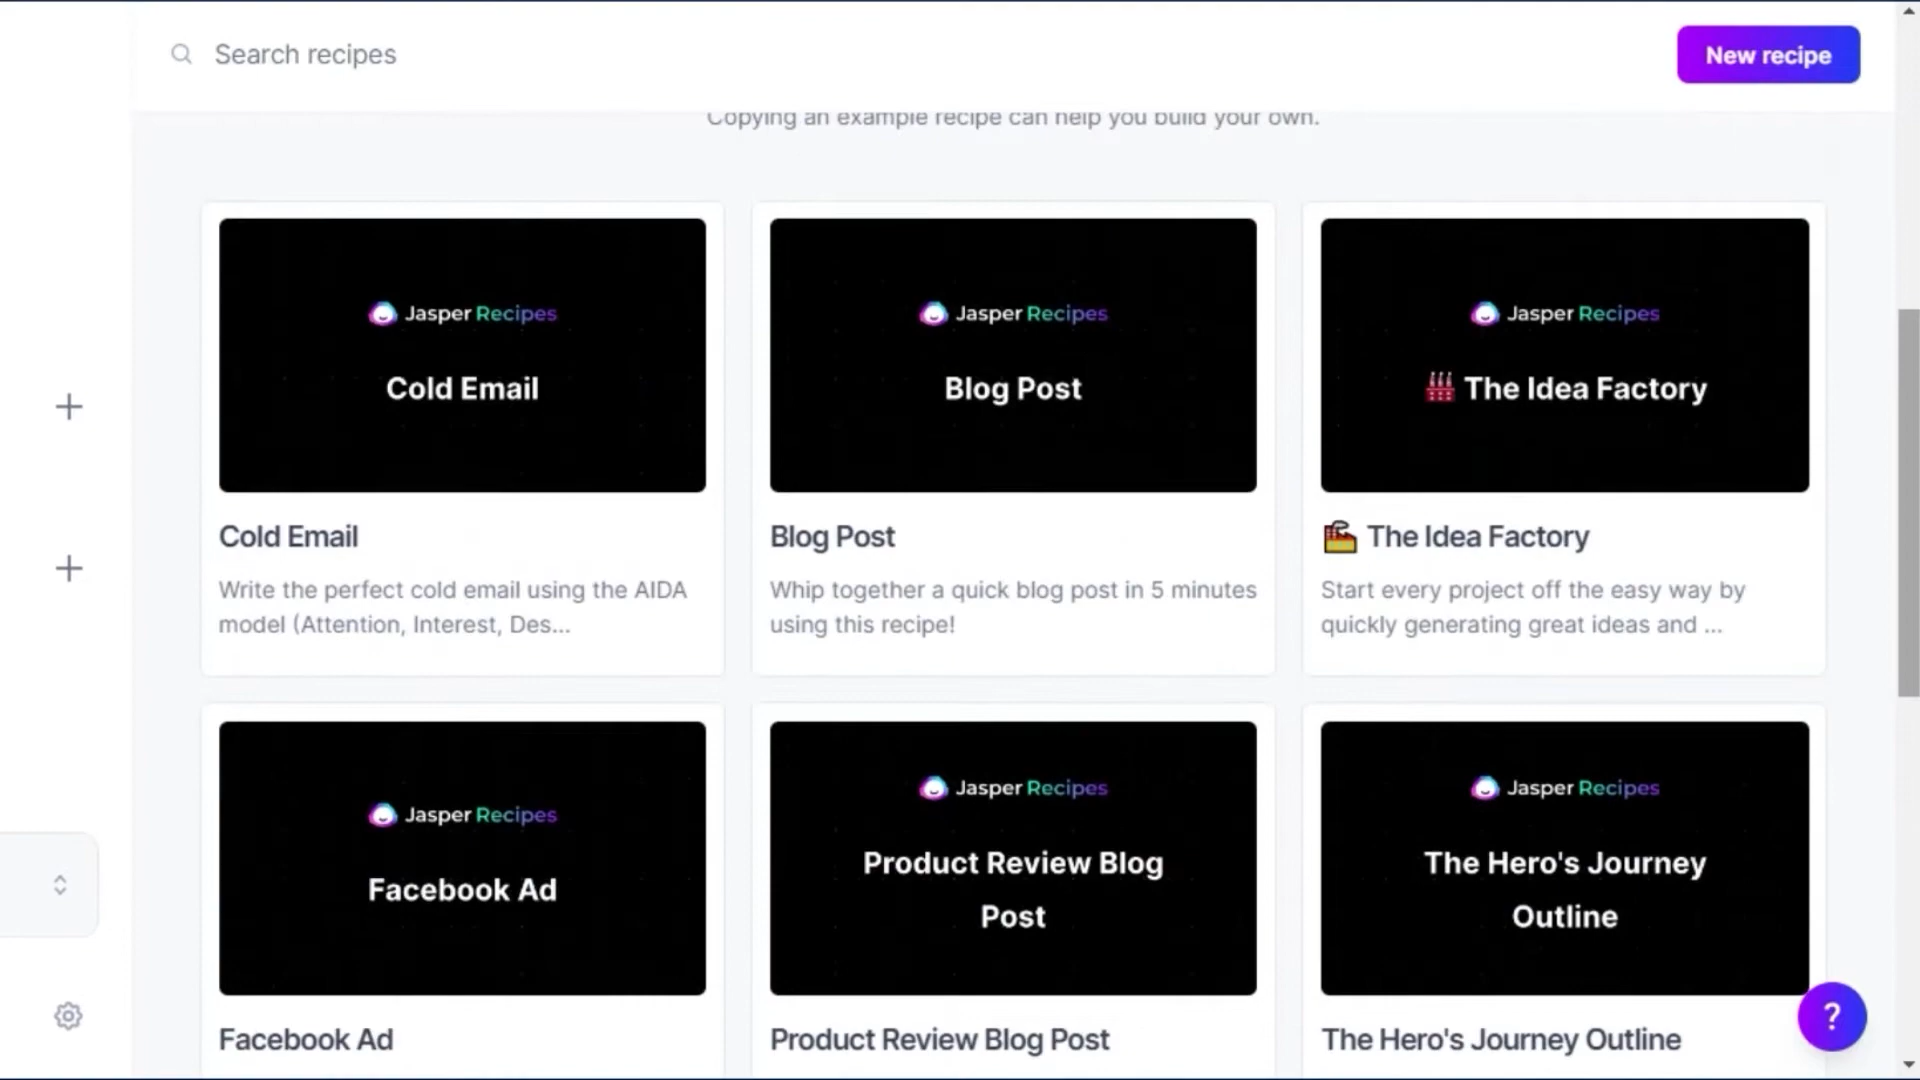 Search recipes
New recipe
Copying an example recipe can help you build your own.
Jasper Recipes
Cold Email
Jasper Recipes
Blog Post
Jasper Recipes
The Idea Factory
Cold Email
Write the perfect cold email using the AIDA
model (Attention, Interest, Des...
Blog Post
Whip together a quick blog post in 5 minutes
using this recipe!
The Idea Factory
Start every project off the easy way by
quickly generating great ideas and ...
Jasper Recipes
Facebook Ad
Jasper Recipes
Product Review Blog
Post
Jasper Recipes
The Hero's Journey
Outline
Facebook Ad
Product Review Blog Post
The Hero's Journey Outline
?